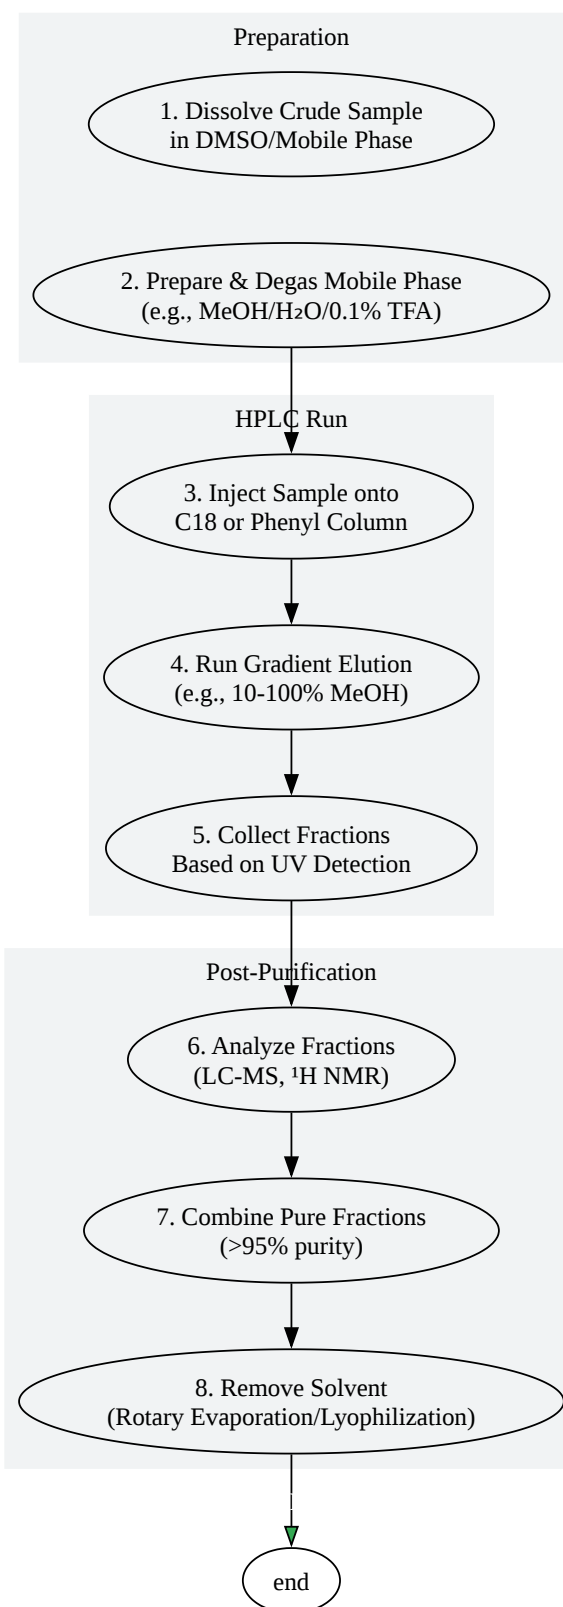 Preparation
1. Dissolve Crude Sample
in DMSO/Mobile Phase
2. Prepare & Degas Mobile Phase
(e.g., MeOH/H₂O/0.1% TFA)
HPLC Run
3. Inject Sample onto
C18 or Phenyl Column
4. Run Gradient Elution
(e.g., 10-100% MeOH)
5. Collect Fractions
Based on UV Detection
Post-Purification
6. Analyze Fractions
(LC-MS, ¹H NMR)
7. Combine Pure Fractions
(>95% purity)
8. Remove Solvent
(Rotary Evaporation/Lyophilization)
end